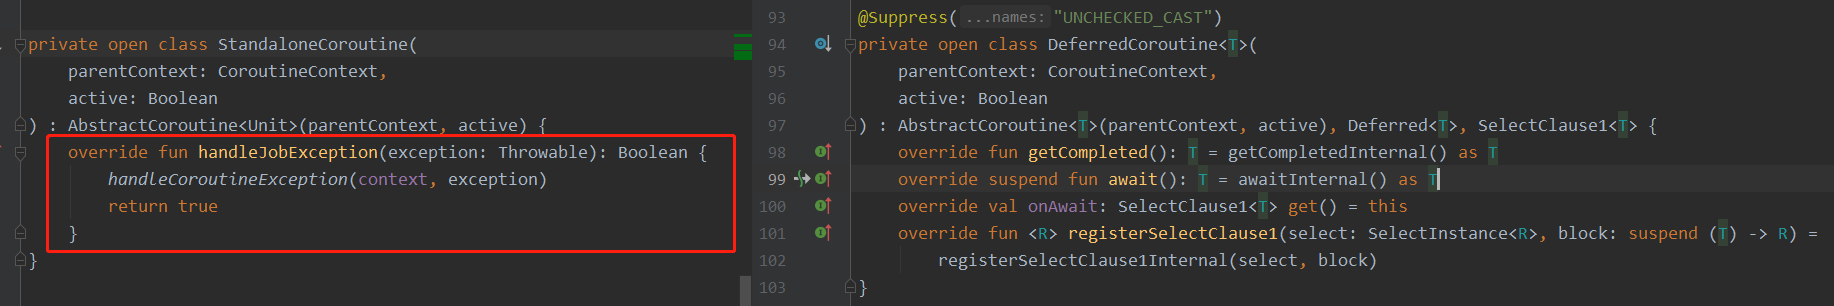 private open class StandaloneCoroutine(
parentContext: CoroutineContext,
active: Boolean
) : AbstractCoroutine<Unit>(parentContext, active) {
override fun handleJobException(exception: Throwable): Boolean {
handleCoroutineException(context, exception)
return true
}
}
93 @Suppress( ...names: "UNCHECKED_CAST")
94 private open class DeferredCoroutine<T>(
95 parentContext: CoroutineContext,
96 active: Boolean
97 ) : AbstractCoroutine<T>(parentContext, active), Deferred<T>, SelectClause1<T> {
98 override fun getCompleted(): T = getCompletedInternal() as T
99 override suspend fun await(): T = awaitInternal() as T
100 override val onAwait: SelectClause1<T> get() = this
101 override fun <R> registerSelectClause1(select: SelectInstance<R>, block: suspend (T) -> R) =
102 registerSelectClause1Internal(select, block)
103 }